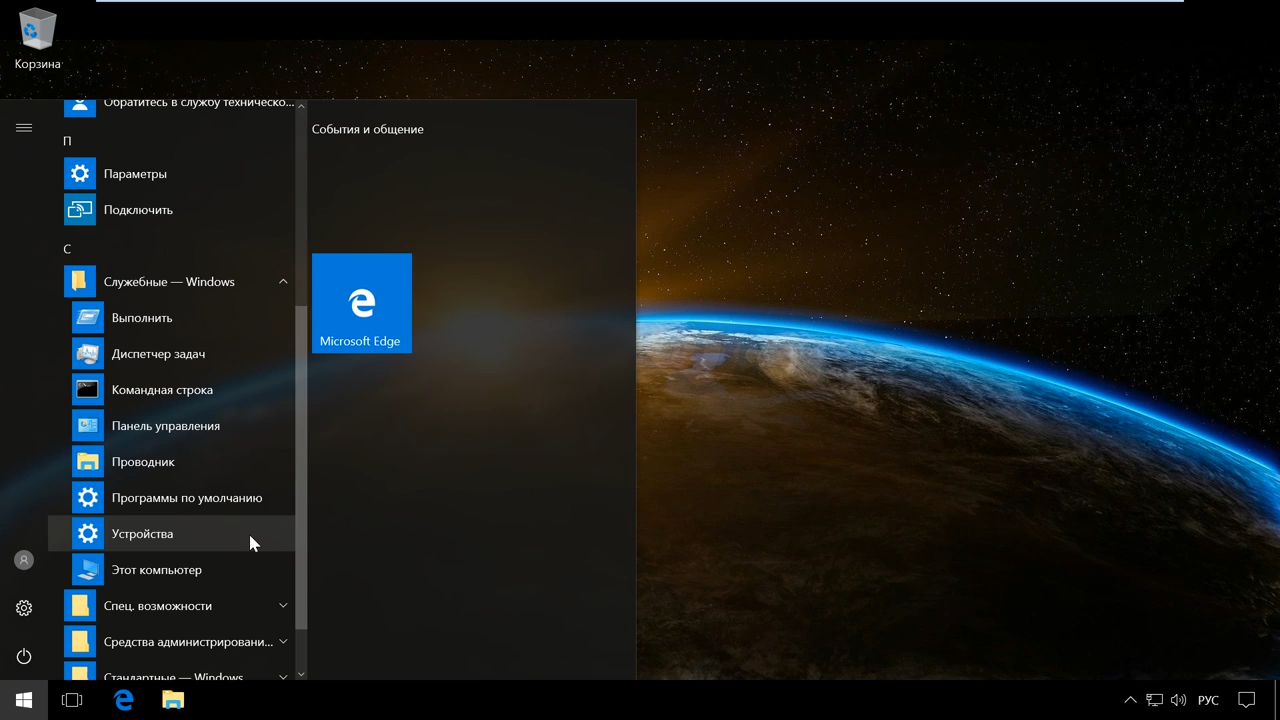 Корзина
Обратитесь в службу техническо...
События и общение
П
Параметры
Подключить
С
Служебные — Windows
Выполнить
Microsoft Edge
Диспетчер задач
Командная строка
Панель управления
Проводник
Программы по умолчанию
Устройства
Этот компьютер
Спец. возможности
Средства администрировани...
Стандартные — Windows
РУС